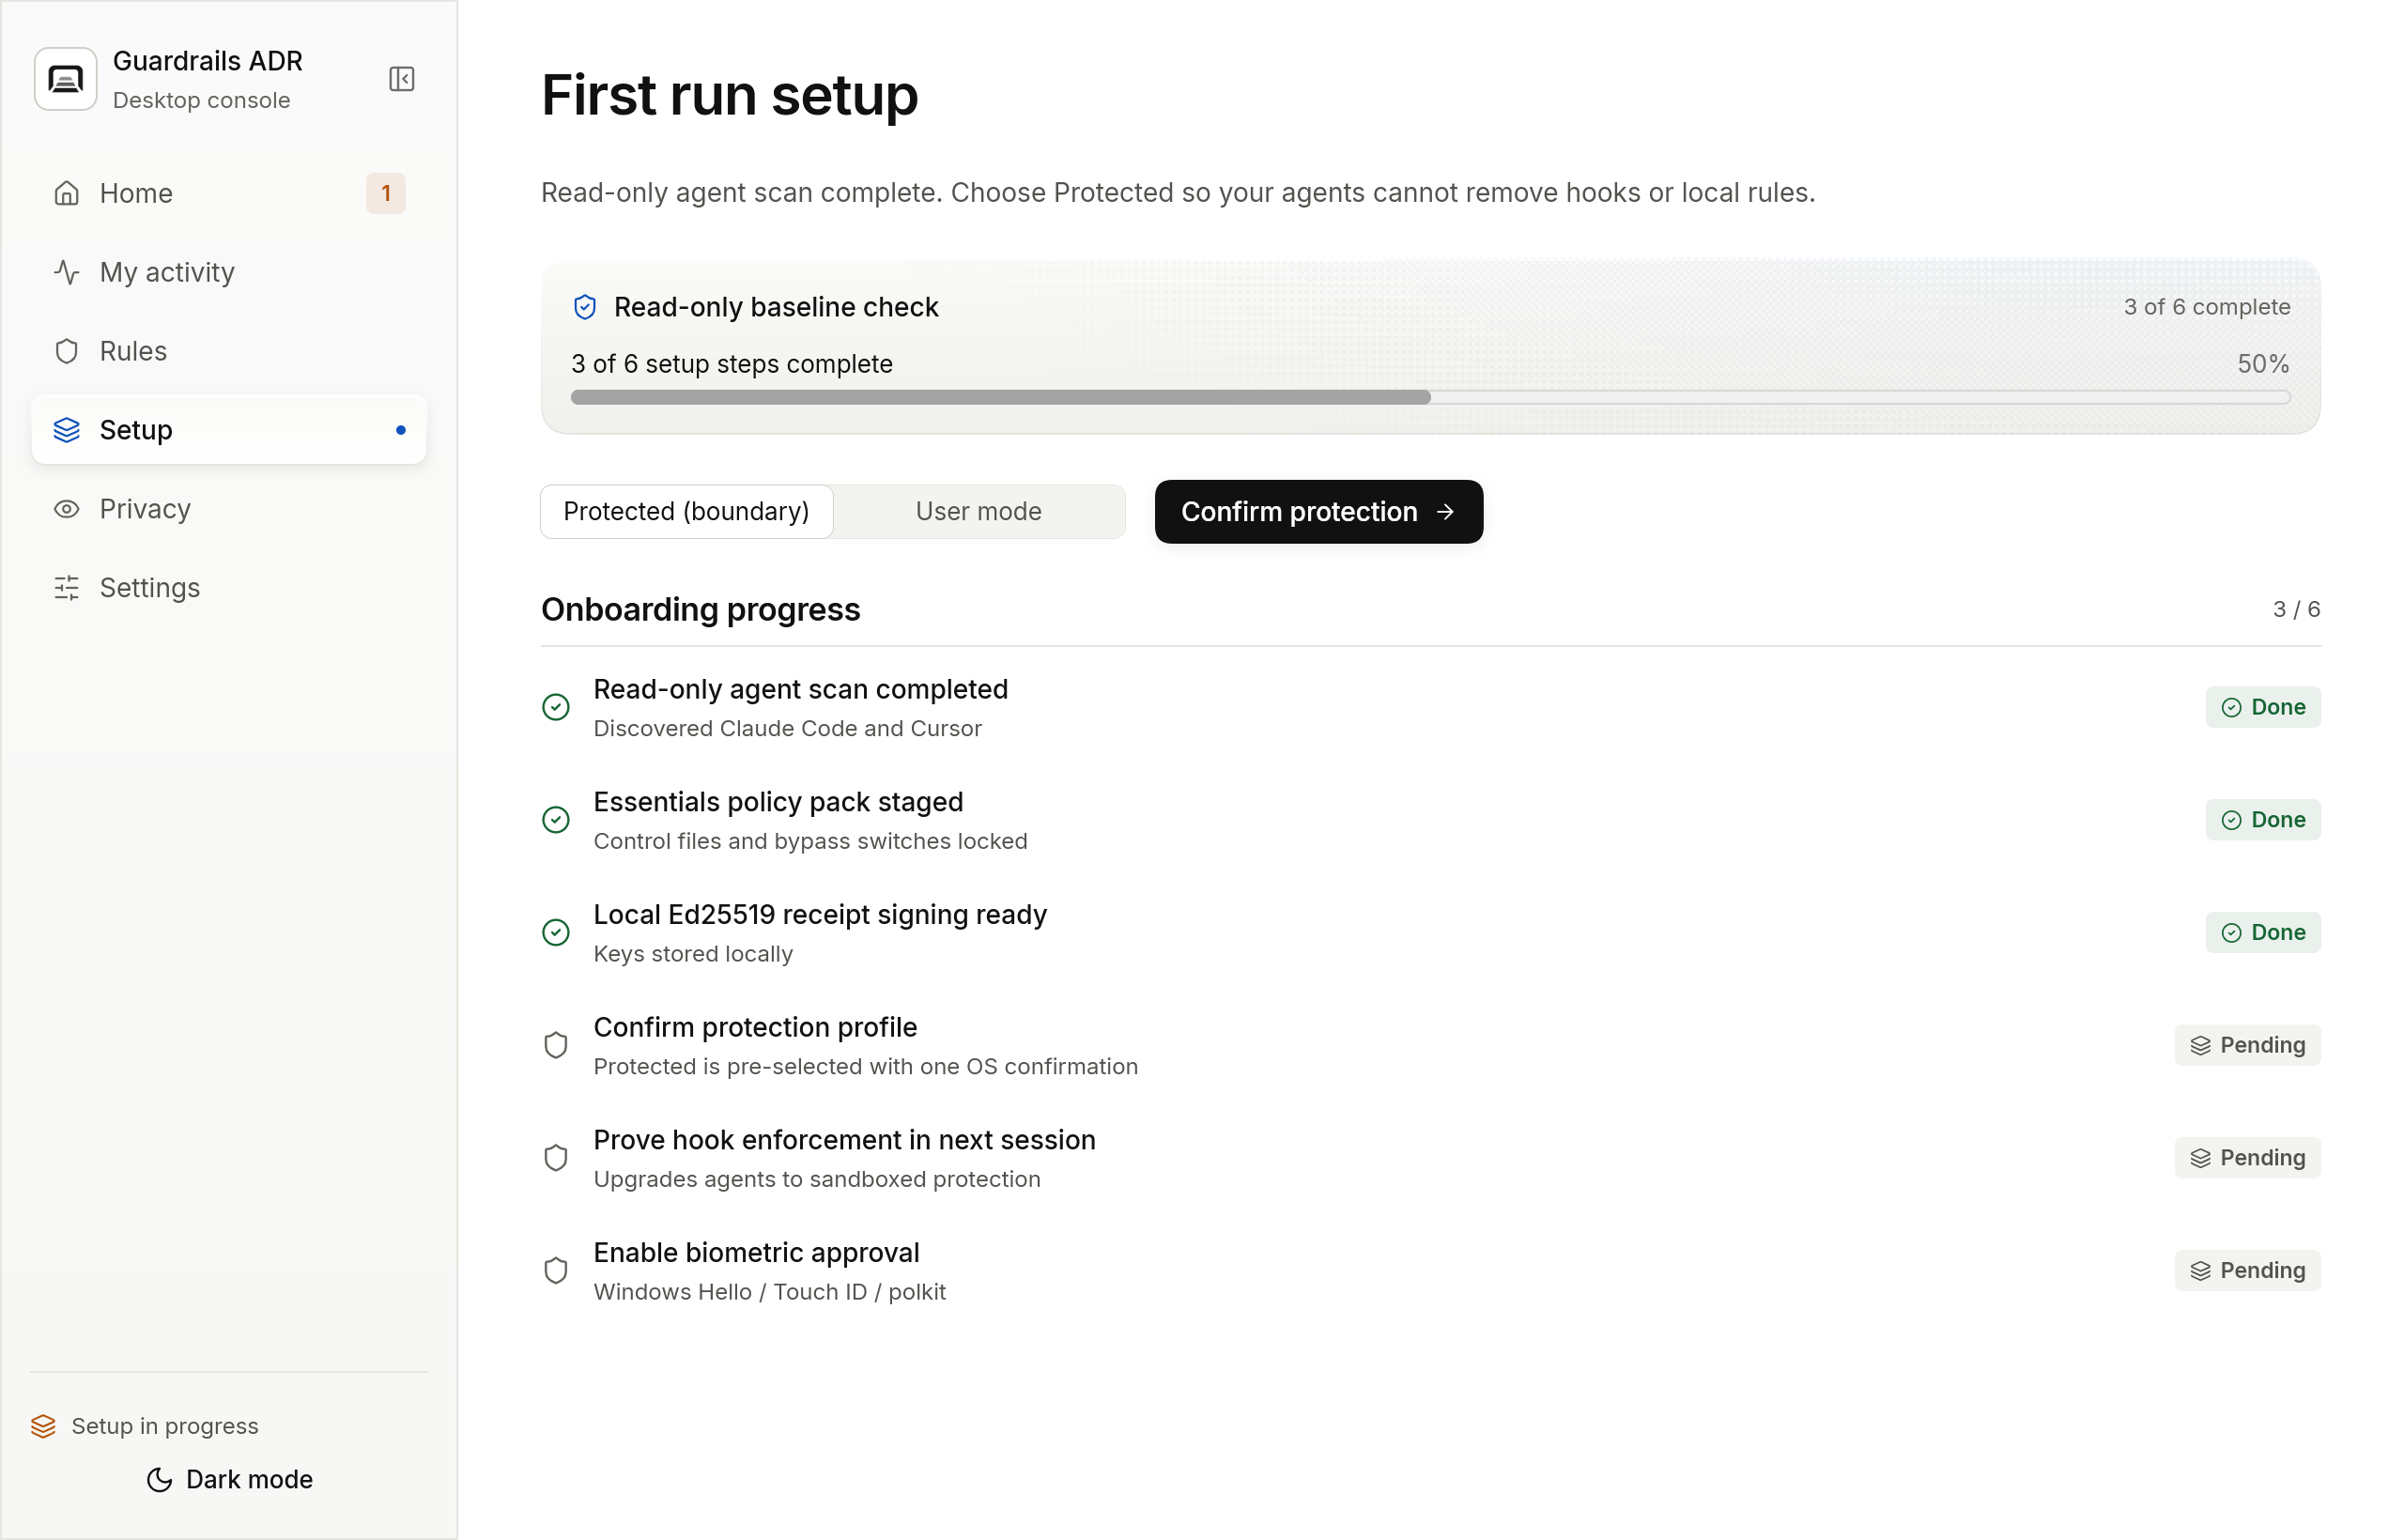 Guardrails ADR
Desktop console
Home
1
My activity
Rules
Setup
Privacy
Settings
Setup in progress
Dark mode
First run setup
Read-only agent scan complete. Choose Protected so your agents cannot remove hooks or local rules.
Read-only baseline check
3 of 6 complete
3 of 6 setup steps complete
50%
Protected (boundary)
User mode
Confirm protection
Onboarding progress
3 / 6
Read-only agent scan completed
Discovered Claude Code and Cursor
Done
Essentials policy pack staged
Control files and bypass switches locked
Done
Local Ed25519 receipt signing ready
Keys stored locally
Done
Confirm protection profile
Protected is pre-selected with one OS confirmation
Pending
Prove hook enforcement in next session
Upgrades agents to sandboxed protection
Pending
Enable biometric approval
Windows Hello / Touch ID / polkit
Pending